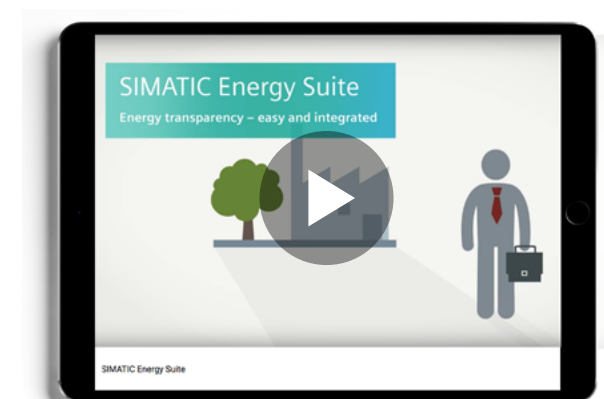 SIMATIC Energy Suite
Energy transparency – easy and integrated
SIMATIC Energy Suite